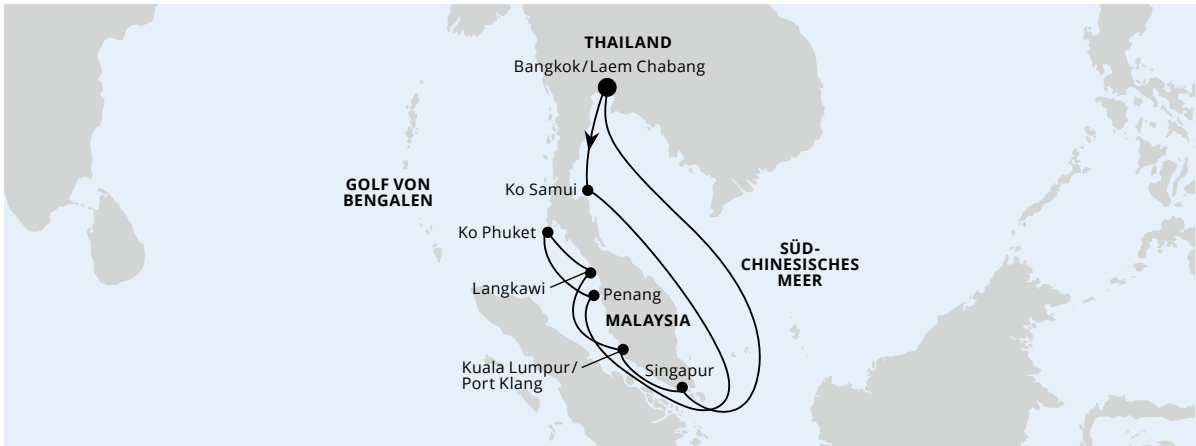 THAILAND
Bangkok/Laem Chabang
GOLF VON
BENGALEN
Ko Samui
Ko Phuket
SÜD-
CHINESISCHES
MEER
Langkawi
Penang
MALAYSIA
Kuala Lumpur/
Port Klang
Singapur